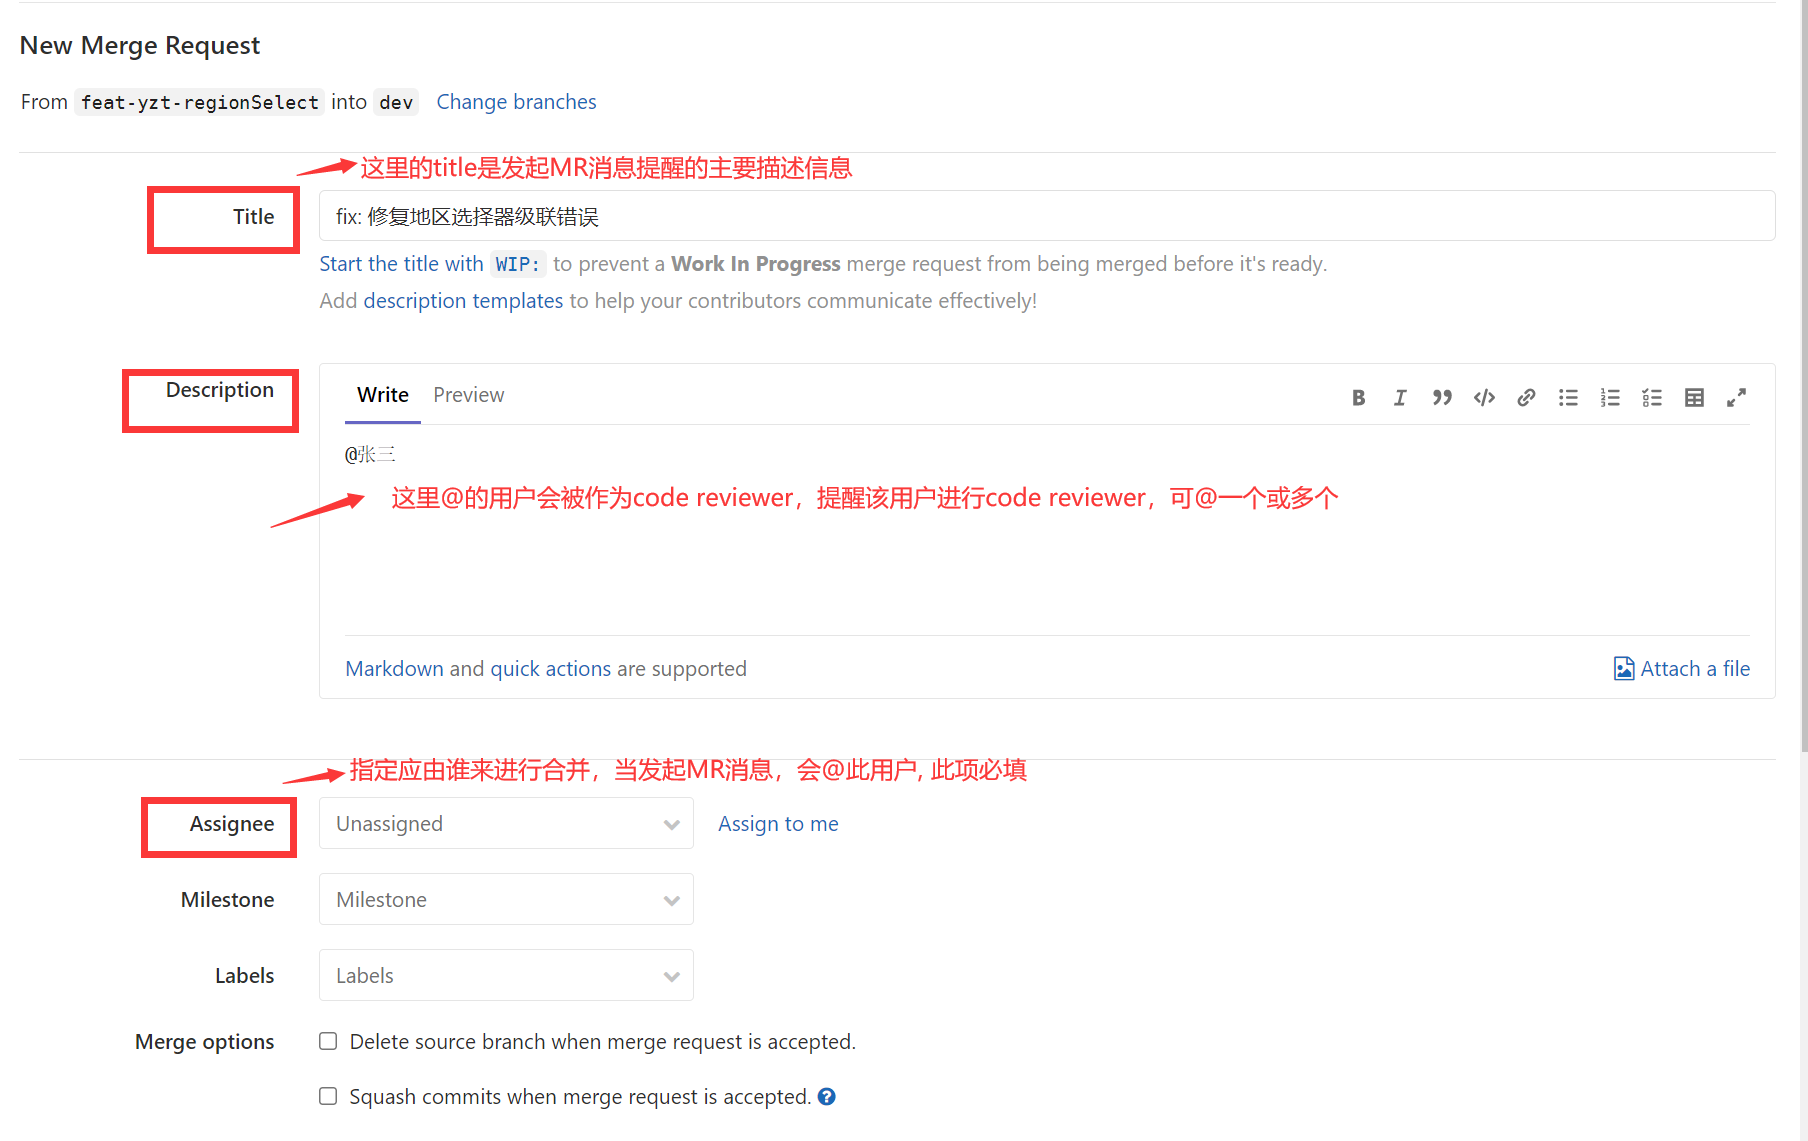 New Merge Request
From feat-yzt-regionSelect into dev Change branches
这里的title是发起MR消息提醒的主要描述信息
Title
fix: 修复地区选择器级联错误
Start the title with WIP: to prevent a Work In Progress merge request from being merged before it's ready.
Add description templates to help your contributors communicate effectively!
Description
Write Preview
@张三
这里@的用户会被作为code reviewer，提醒该用户进行code reviewer，可@一个或多个
Markdown and quick actions are supported
Attach a file
指定应由谁来进行合并，当发起MR消息，会@此用户, 此项必填
Assignee Unassigned Assign to me
Milestone Milestone
Labels Labels
Merge options Delete source branch when merge request is accepted.
Squash commits when merge request is accepted.